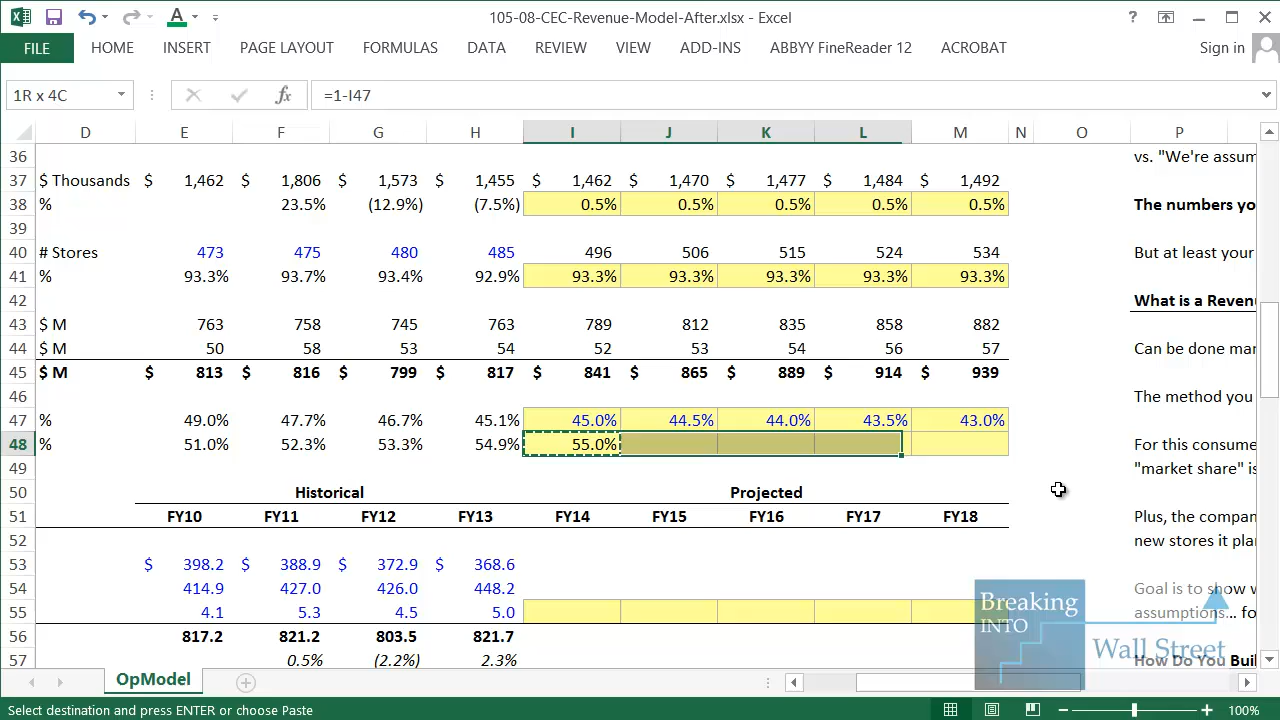 105-08-CEC-Revenue-Model-After.xlsx - Excel
FILE HOME INSERT PAGE LAYOUT FORMULAS DATA REVIEW VIEW ADD-INS ABBYY FineReader 12 ACROBAT Sign in
1R x 4C fx =1-I47
D E F G H I J K L M N O P
36 vs. "We're assum
37 $ Thousands $ 1,462 $ 1,806 $ 1,573 $ 1,455 $ 1,462 $ 1,470 $ 1,477 $ 1,484 $ 1,492
38 % 23.5% (12.9%) (7.5%) 0.5% 0.5% 0.5% 0.5% 0.5% The numbers yo
39
40 # Stores 473 475 480 485 496 506 515 524 534 But at least your
41 % 93.3% 93.7% 93.4% 92.9% 93.3% 93.3% 93.3% 93.3% 93.3%
42 What is a Revenu
43 $ M 763 758 745 763 789 812 835 858 882
44 $ M 50 58 53 54 52 53 54 56 57 Can be done mar
45 $ M $ 813 $ 816 $ 799 $ 817 $ 841 $ 865 $ 889 $ 914 $ 939
46 The method you
47 % 49.0% 47.7% 46.7% 45.1% 45.0% 44.5% 44.0% 43.5% 43.0%
48 % 51.0% 52.3% 53.3% 54.9% 55.0% For this consume
49 "market share" is
50 Historical Projected
51 FY10 FY11 FY12 FY13 FY14 FY15 FY16 FY17 FY18 Plus, the compan
52 new stores it plan
53 $ 398.2 $ 388.9 $ 372.9 $ 368.6
54 414.9 427.0 426.0 448.2 Goal is to show w
55 4.1 5.3 4.5 5.0 assumptions... fo
56 817.2 821.2 803.5 821.7
57 0.5% (2.2%) 2.3% How Do You Buil
Breaking
INTO
Wall Street
OpModel
Select destination and press ENTER or choose Paste 100%